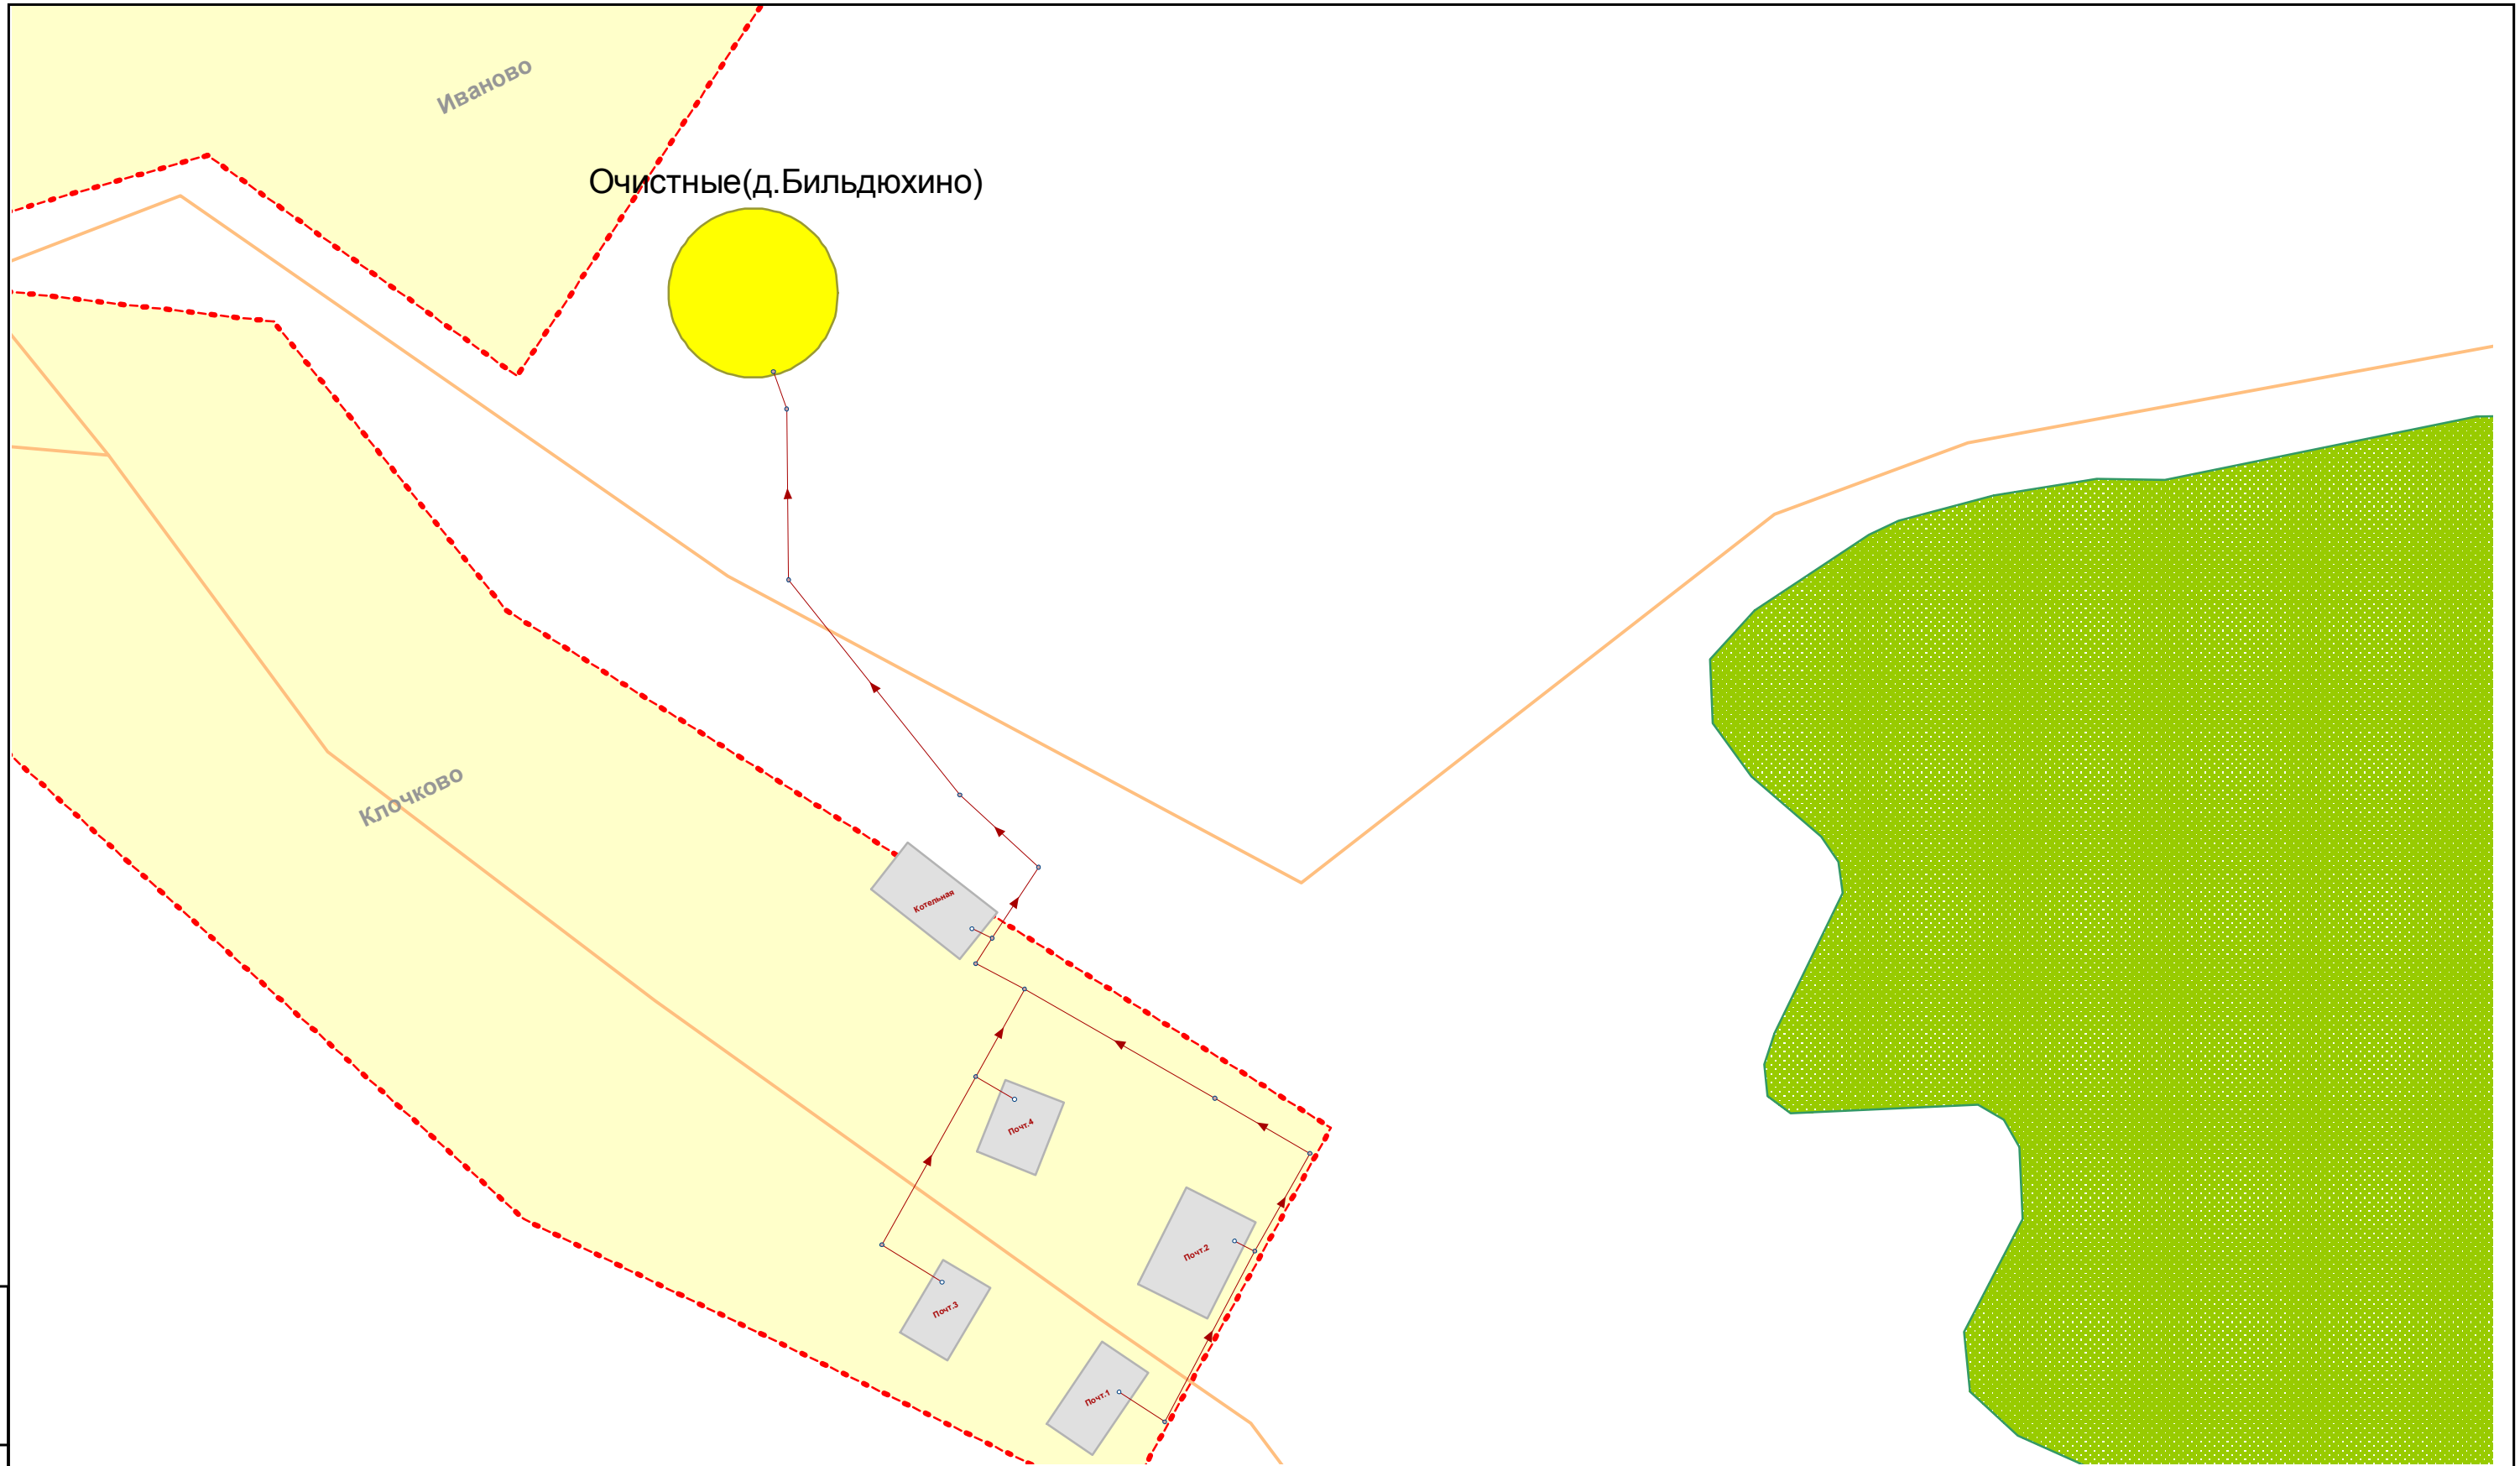 Иваново
Очистные(д.Бильдюхино)
Клочково
Котельная
Почт.4
Почт.2
Почт.3
Почт.1